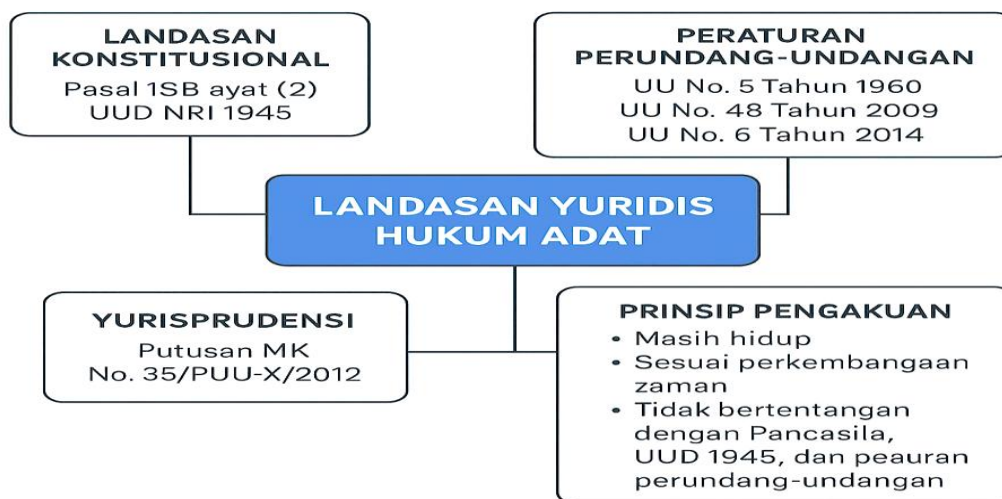 LANDASAN
KONSTITUSIONAL
Pasal 1SB ayat (2)
UUD NRI 1945
PERATURAN
PERUNDANG-UNDANGAN
UU No. 5 Tahun 1960
UU No. 48 Tahun 2009
UU No. 6 Tahun 2014
LANDASAN YURIDIS
HUKUM ADAT
YURISPRUDENSI
Putusan MK
No. 35/PUU-X/2012
PRINSIP PENGAKUAN
• Masih hidup
• Sesuai perkembangaan
zaman
• Tidak bertentangan
dengan Pancasila,
UUD 1945, dan peauran
perundang-undangan